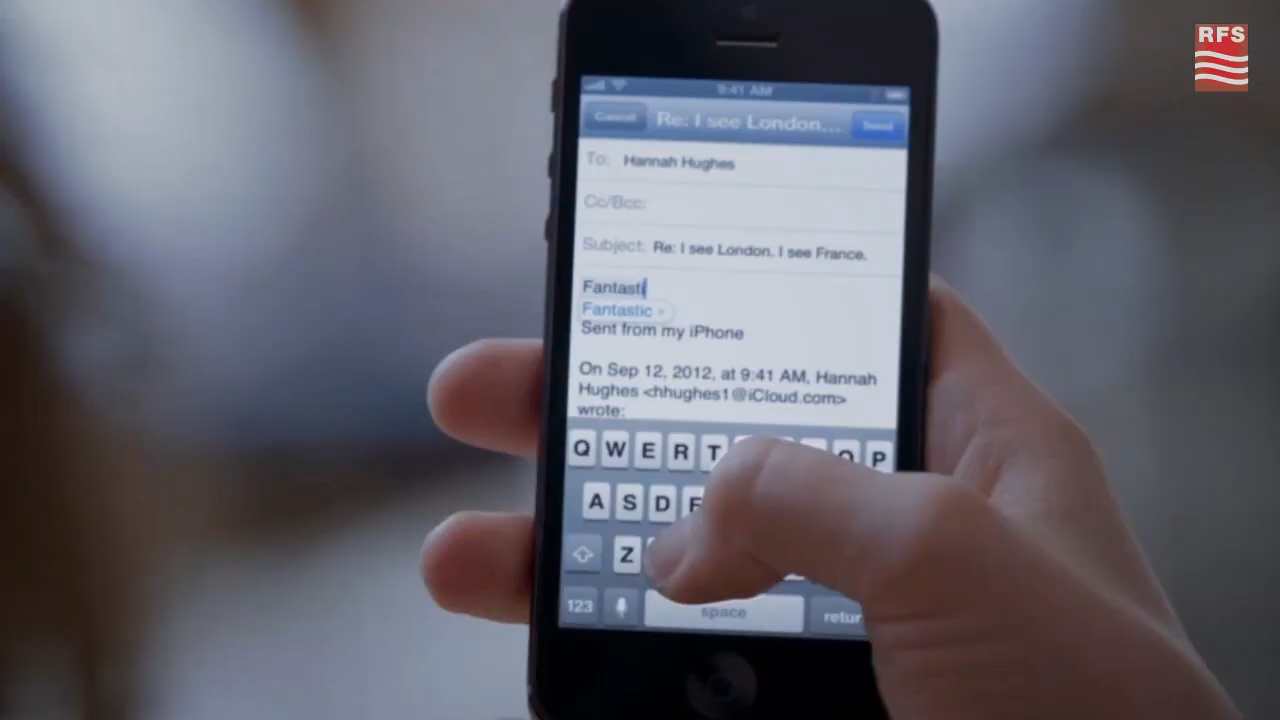 RFS
9:41 AM
Cancel Re: I see London... Send
To: Hannah Hughes
Cc/Bcc:
Subject: Re: I see London. I see France.
Fantasti
Fantastic ×
Sent from my iPhone
On Sep 12, 2012, at 9:41 AM, Hannah
Hughes <hhughes1@iCloud.com>
wrote:
Q W E R T O P
A S D F
Z
123 space retur